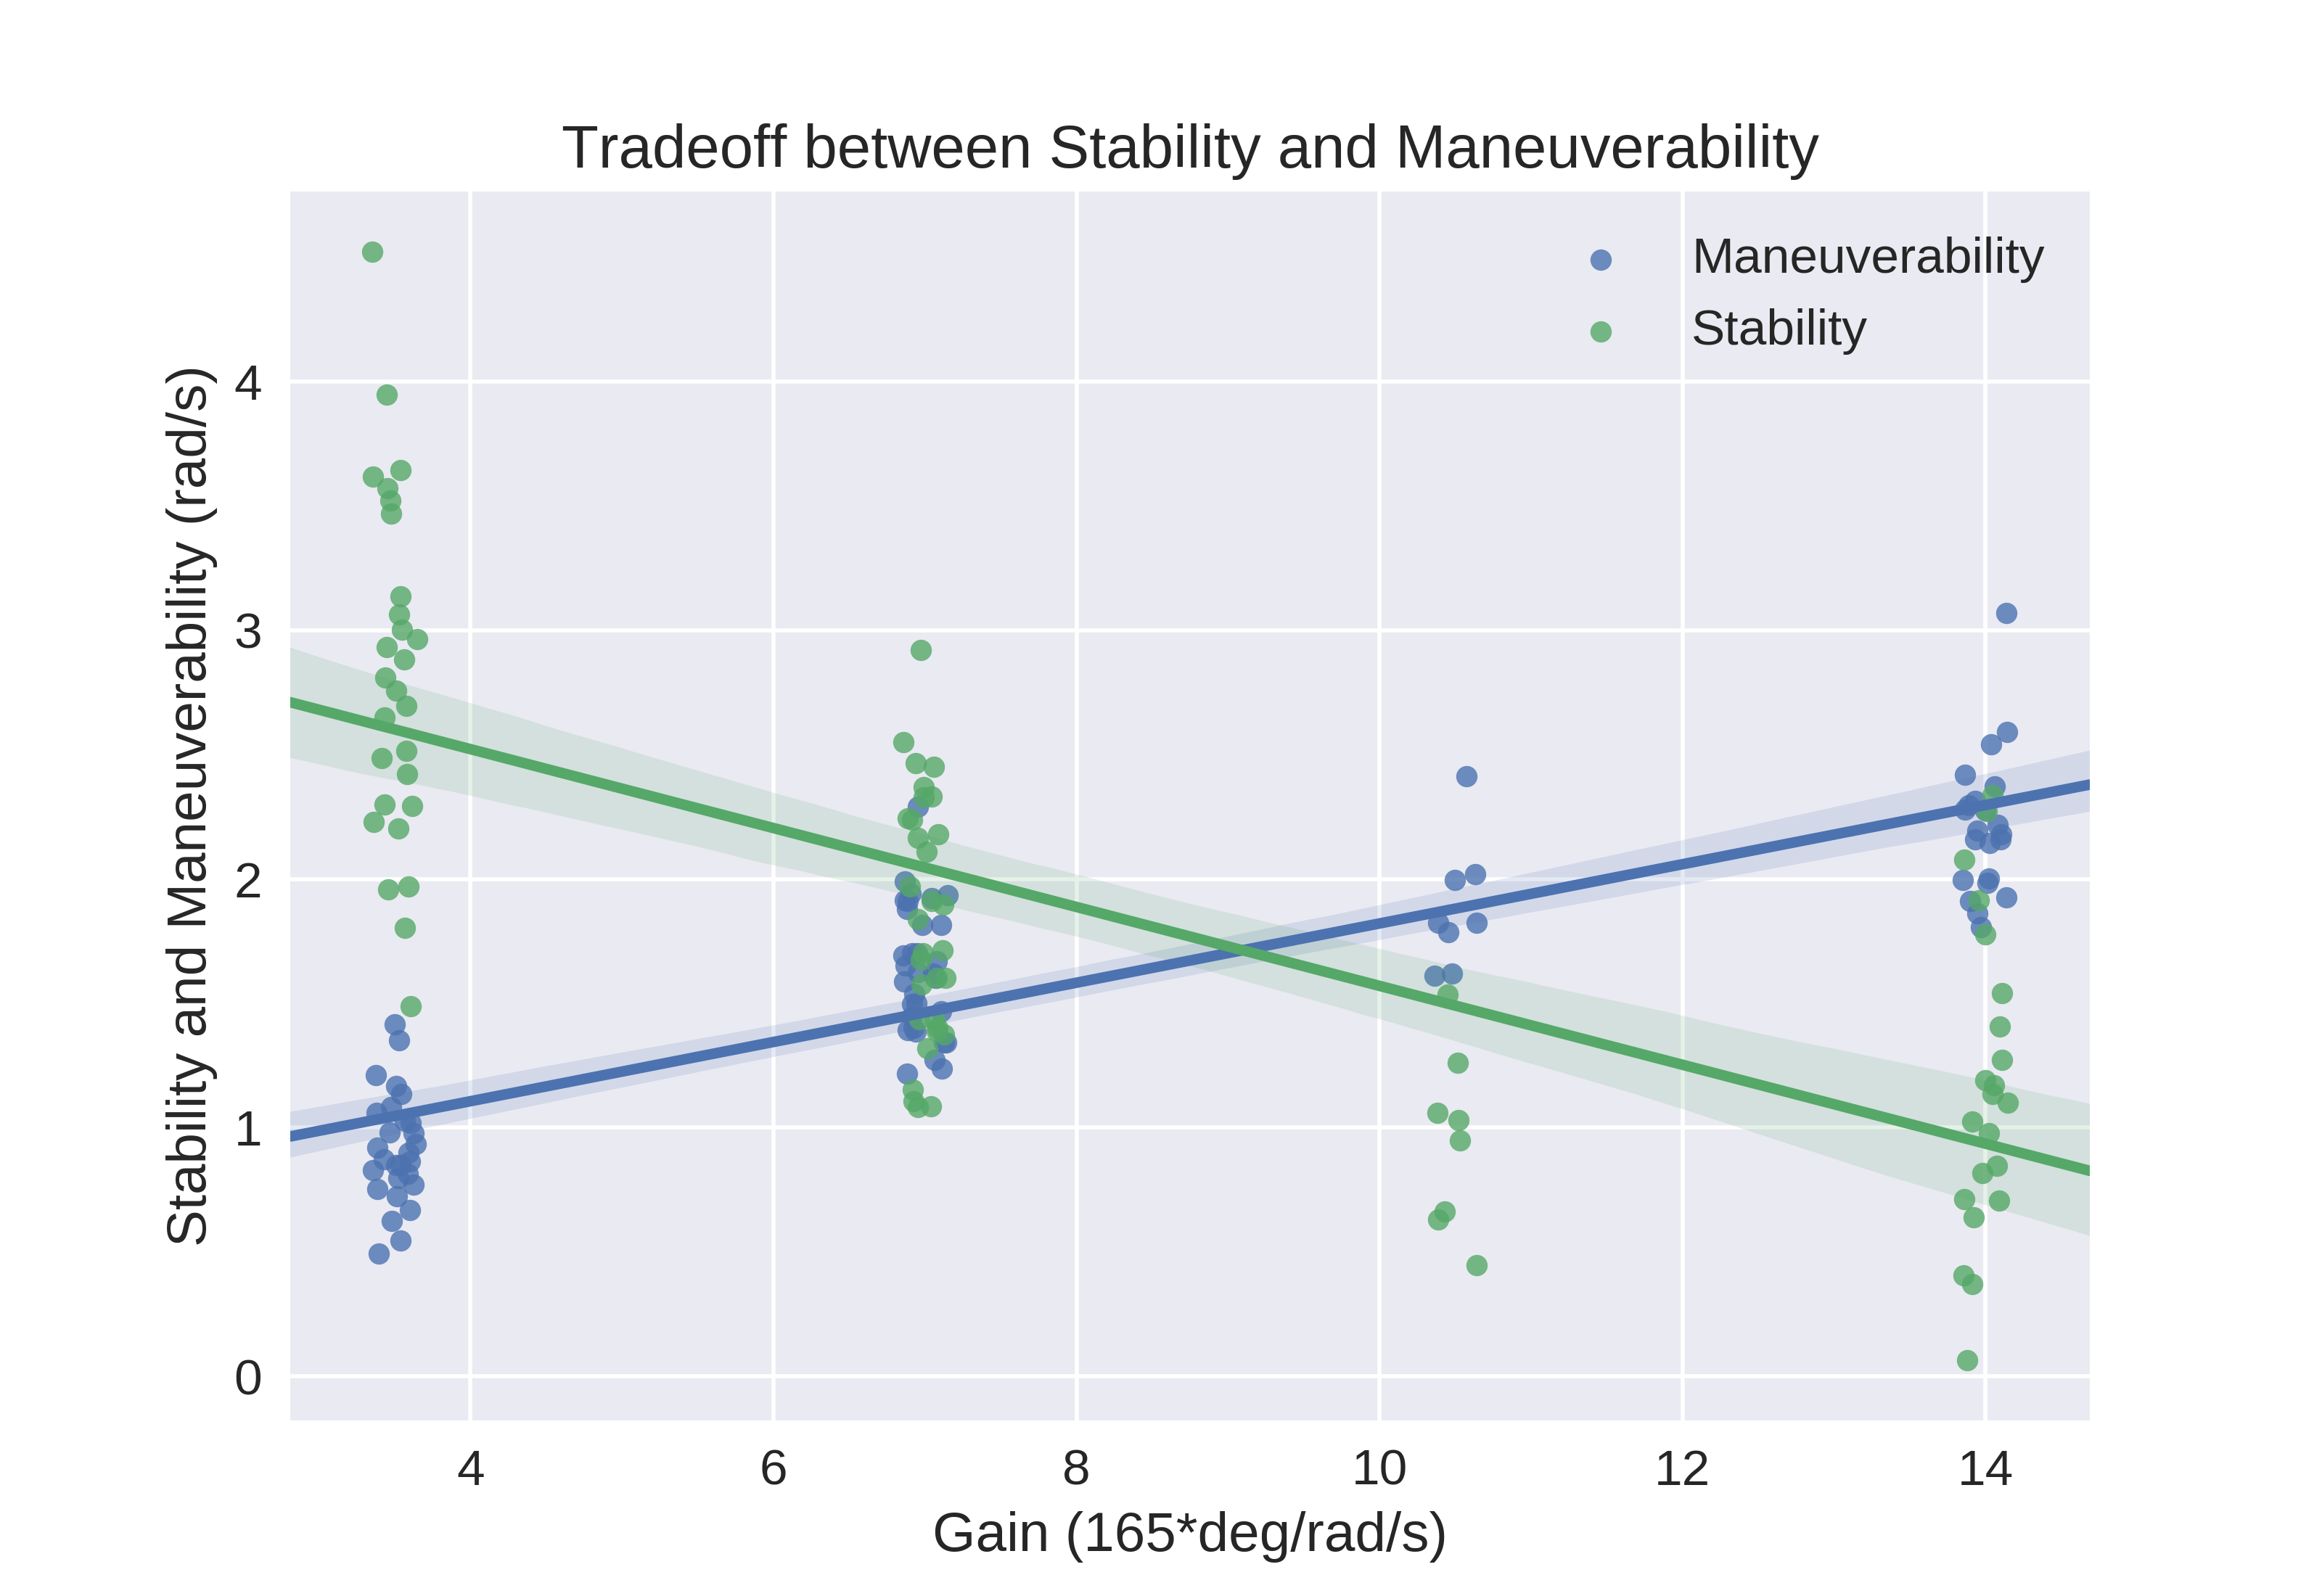 Tradeoff between Stability and Maneuverability
Maneuverability
Stability
Stability and Maneuverability (rad/s)
4
3
2
1
0
4 6 8 10 12 14
Gain (165*deg/rad/s)